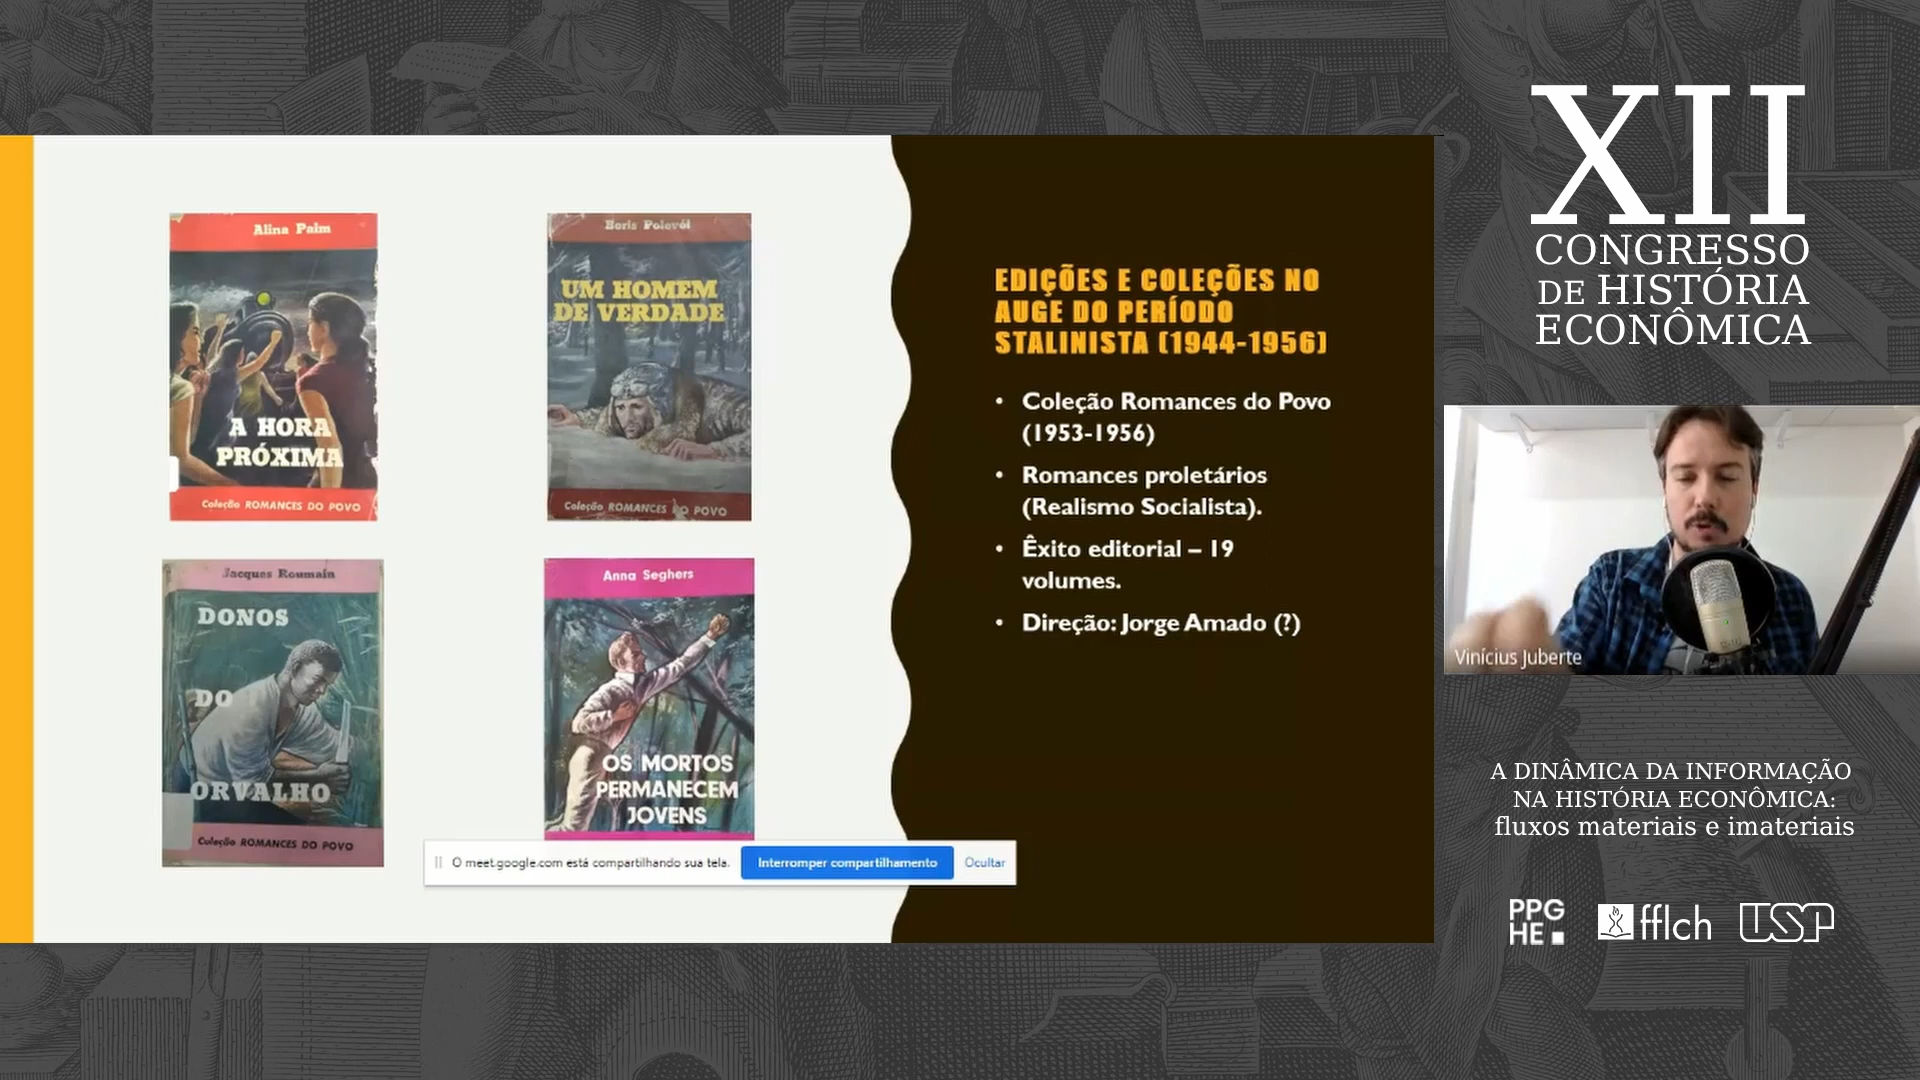 Alina Paim
A HORA
PRÓXIMA
Coleção ROMANCES DO POVO
Boris Polevói
UM HOMEM
DE VERDADE
Coleção ROMANCES DO POVO
Jacques Roumain
DONOS
DO
ORVALHO
Coleção ROMANCES DO POVO
Anna Seghers
OS MORTOS
PERMANECEM
JOVENS
EDIÇÕES E COLEÇÕES NO
AUGE DO PERÍODO
STALINISTA (1944-1956)
• Coleção Romances do Povo
(1953-1956)
• Romances proletários
(Realismo Socialista).
• Êxito editorial – 19
volumes.
• Direção: Jorge Amado (?)
O meet.google.com está compartilhando sua tela. Interromper compartilhamento Ocultar
XII
CONGRESSO
DE HISTÓRIA
ECONÔMICA
Vinícius Juberte
A DINÂMICA DA INFORMAÇÃO
NA HISTÓRIA ECONÔMICA:
fluxos materiais e imateriais
PPG
HE
fflch
USP